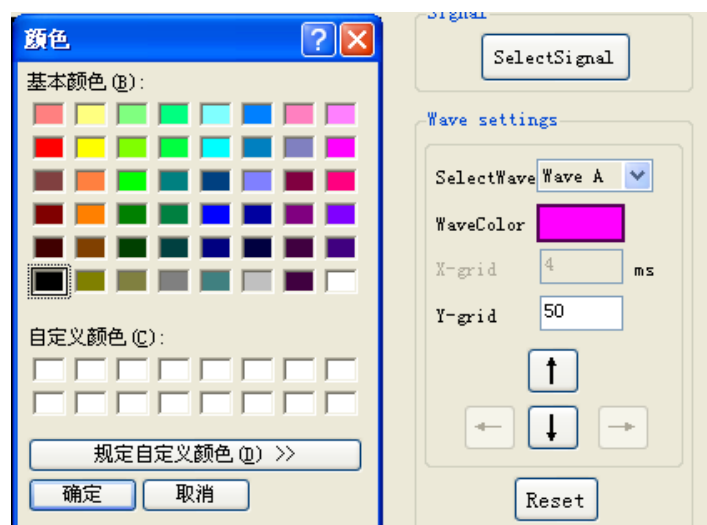 颜色
基本颜色(B):
自定义颜色(C):
规定自定义颜色(D) >>
确定
取消
Signal
SelectSignal
Wave settings
SelectWave Wave A
WaveColor
X-grid 4 ms
Y-grid 50
Reset